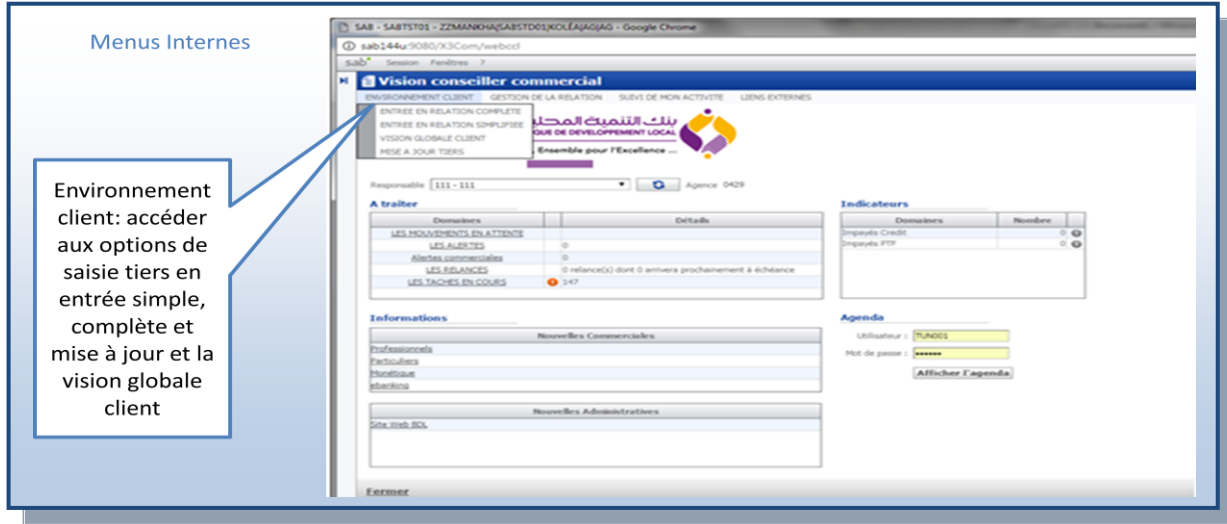 Menus Internes
Environnement
client: accéder
aux options de
saisie tiers en
entrée simple,
complète et
mise à jour et la
vision globale
client
SAB - SABTST01 - ZZMANKHA|SABSTD01|KOLÉA|AG|AG - Google Chrome
sab144u:9080/X3Com/webccl
sab Session Fenêtres ?
Vision conseiller commercial
ENVIRONNEMENT CLIENT GESTION DE LA RELATION SUIVI DE MON ACTIVITE LIENS EXTERNES
ENTREE EN RELATION COMPLETE
ENTREE EN RELATION SIMPLIFIEE
VISION GLOBALE CLIENT
MISE A JOUR TIERS
بنك التنمية المحلية
QUE DE DEVELOPPEMENT LOCAL
Ensemble pour l'Excellence ...
Responsable 111 - 111 Agence 0429
A traiter
Domaines Détails
LES MOUVEMENTS EN ATTENTE
LES ALERTES 0
Alertes commerciales 0
LES RELANCES 0 relance(s) dont 0 arrivera prochainement à échéance
LES TACHES EN COURS 147
Indicateurs
Domaines Nombre
Impayés Credit 0
Impayés PTF 0
Informations
Nouvelles Commerciales
Professionnels
Particuliers
Monétique
ebanking
Nouvelles Administratives
Site Web BDL
Agenda
Utilisateur : TUN001
Mot de passe : ••••••
Afficher l'agenda
Fermer